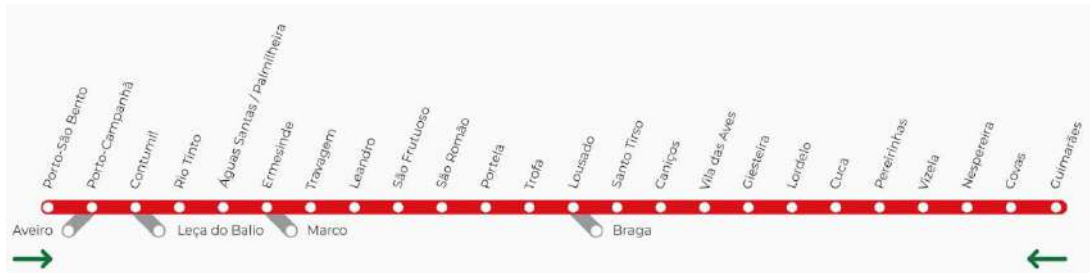 Porto-São Bento
Porto-Campanhã
Contumil
Rio Tinto
Águas Santas / Palmilheira
Ermesinde
Travagem
Leandro
São Frutuoso
São Romão
Portela
Trofa
Lousado
Santo Tirso
Caniços
Vila das Aves
Giesteira
Lordelo
Cuca
Pereirinhas
Vizela
Nespereira
Covas
Guimarães
Aveiro
Leça do Balio
Marco
Braga